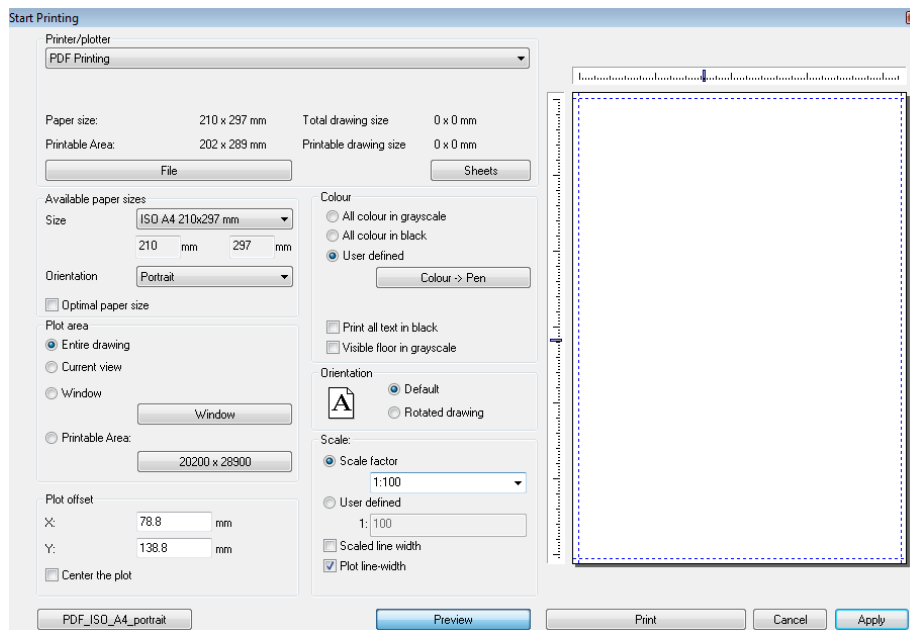 Start Printing
Printer/plotter
PDF Printing
Paper size: 210 x 297 mm Total drawing size 0 x 0 mm
Printable Area: 202 x 289 mm Printable drawing size 0 x 0 mm
File Sheets
Available paper sizes
Size ISO A4 210x297 mm
210 mm 297 mm
Orientation Portrait
Optimal paper size
Plot area
Entire drawing
Current view
Window
Window
Printable Area:
20200 x 28900
Plot offset
X: 78.8 mm
Y: 138.8 mm
Center the plot
Colour
All colour in grayscale
All colour in black
User defined
Colour -> Pen
Print all text in black
Visible floor in grayscale
Orientation
A
Default
Rotated drawing
Scale:
Scale factor
1:100
User defined
1: 100
Scaled line width
Plot line-width
PDF_ISO_A4_portrait Preview Print Cancel Apply